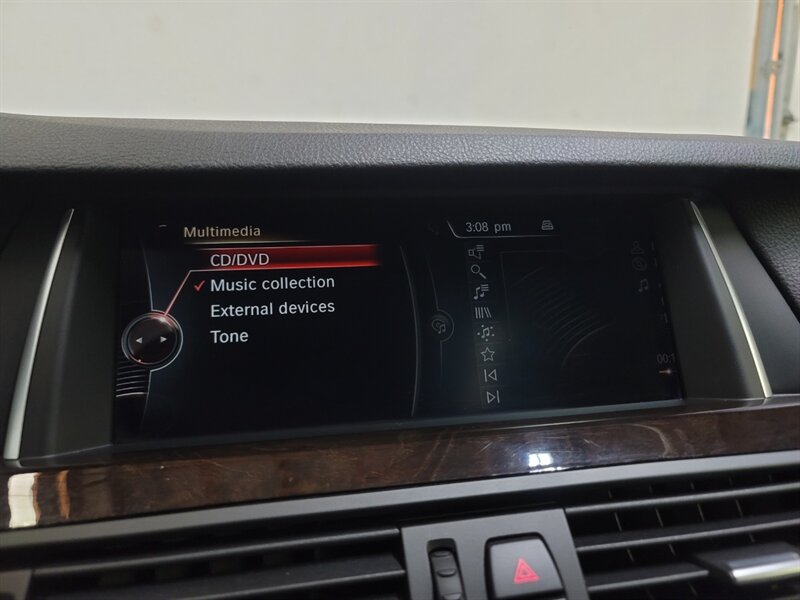 Multimedia
3:08 pm
CD/DVD
Music collection
External devices
Tone